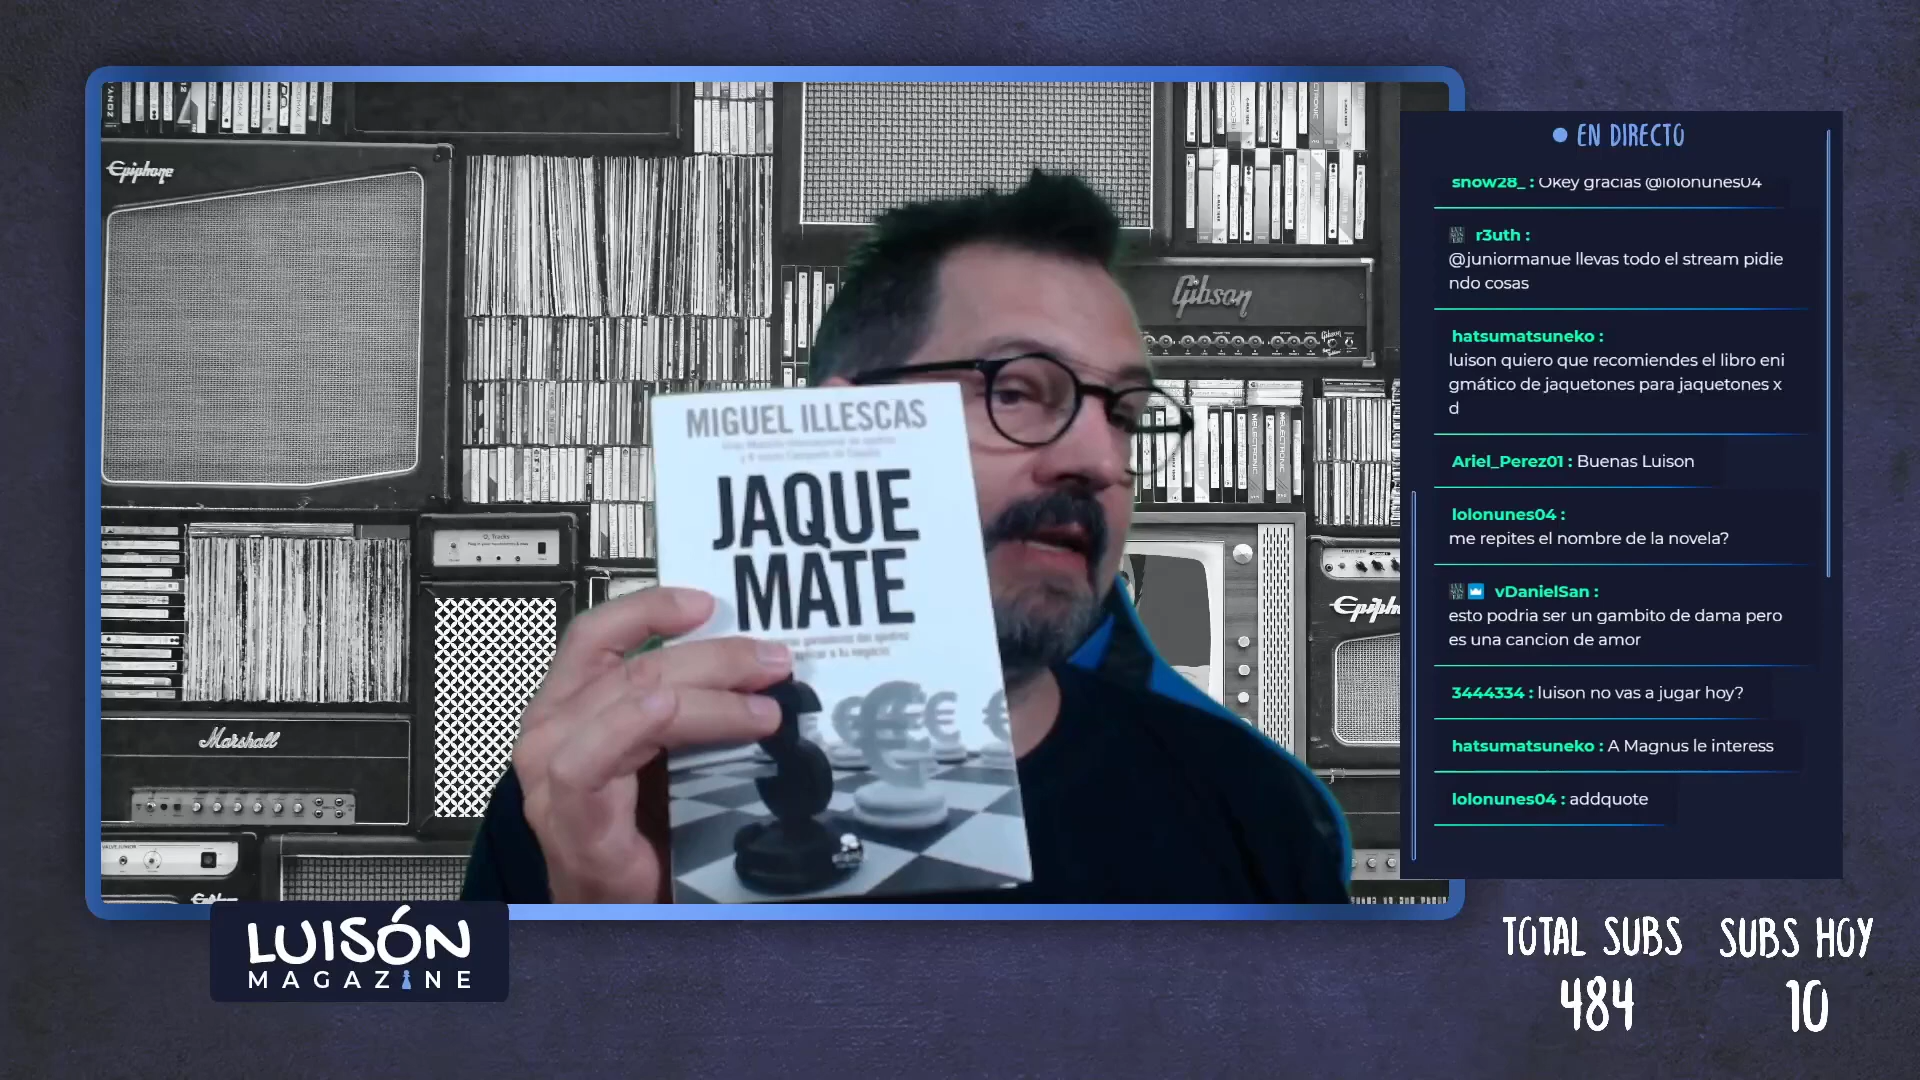 Epiphone
Gibson
MIGUEL ILLESCAS
JAQUE
MATE
Marshall
Epiph
LUISÓN
MAGAZINE
EN DIRECTO
snow28_ : Okey gracias @lolonunes04
r3uth :
@juniormanue llevas todo el stream pidie
ndo cosas
hatsumatsuneko :
luison quiero que recomiendes el libro eni
gmático de jaquetones para jaquetones x
d
Ariel_Perez01 : Buenas Luison
lolonunes04 :
me repites el nombre de la novela?
vDanielSan :
esto podria ser un gambito de dama pero
es una cancion de amor
3444334 : luison no vas a jugar hoy?
hatsumatsuneko : A Magnus le interess
lolonunes04 : addquote
TOTAL SUBS
484
SUBS HOY
10